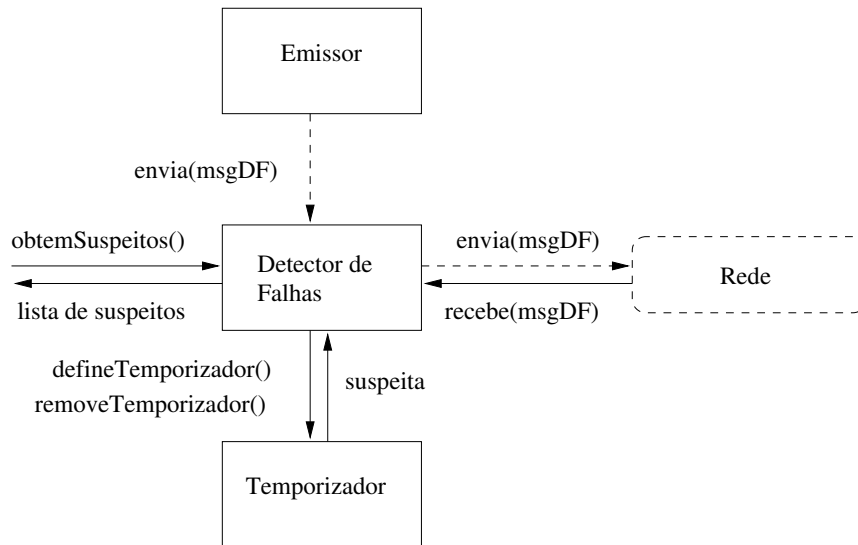 Emissor
envia(msgDF)
obtemSuspeitos()
lista de suspeitos
Detector de
Falhas
envia(msgDF)
recebe(msgDF)
Rede
defineTemporizador()
removeTemporizador()
suspeita
Temporizador